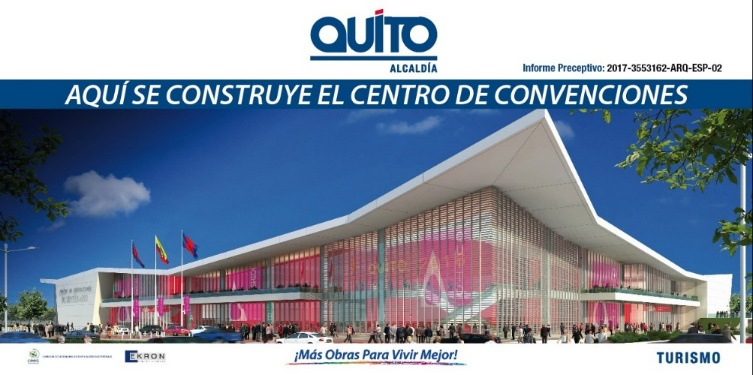 QUITO
ALCALDÍA
Informe Preceptivo: 2017-3553162-ARQ-ESP-02
AQUÍ SE CONSTRUYE EL CENTRO DE CONVENCIONES
quito
EKRON
¡Más Obras Para Vivir Mejor!
TURISMO